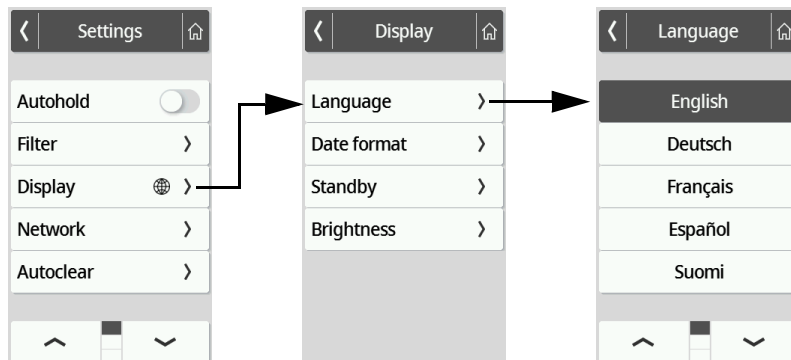 Settings
Autohold
Filter
Display
Network
Autoclear
Display
Language
Date format
Standby
Brightness
Language
English
Deutsch
Français
Español
Suomi